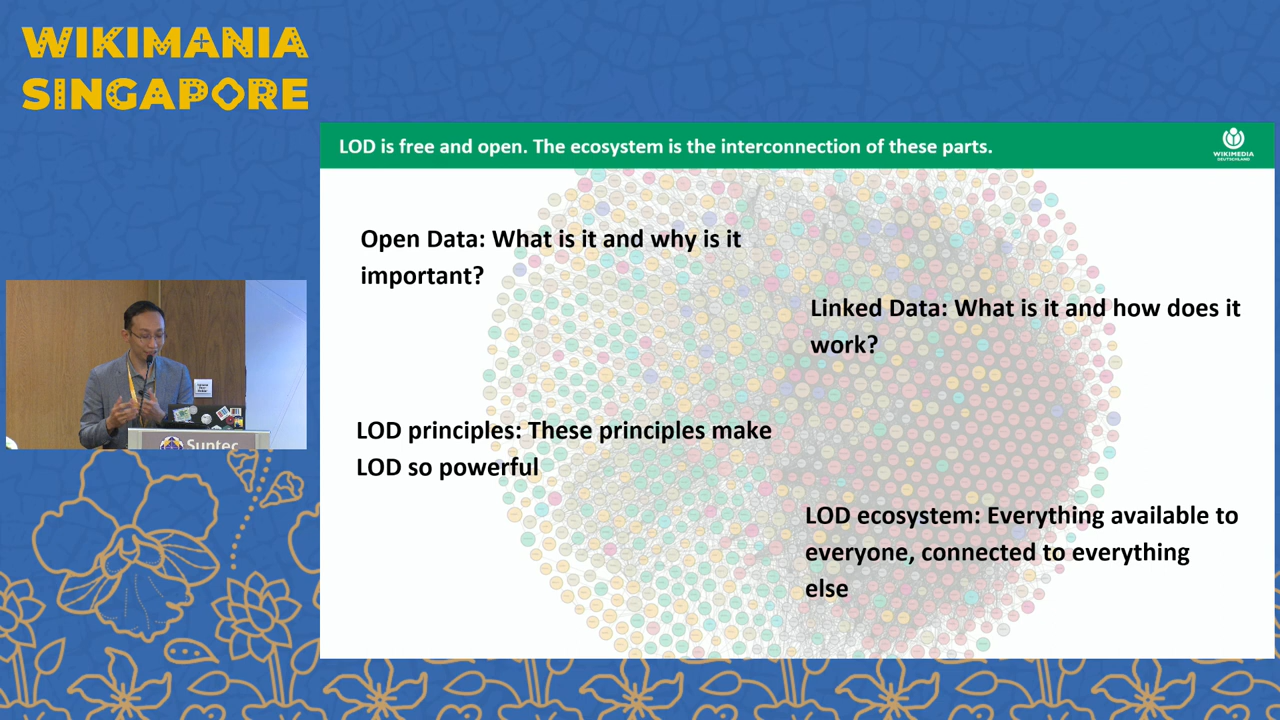 WIKIMANIA
SINGAPORE
LOD is free and open. The ecosystem is the interconnection of these parts.
WIKIMEDIA
DEUTSCHLAND
Open Data: What is it and why is it
important?
Linked Data: What is it and how does it
work?
LOD principles: These principles make
LOD so powerful
LOD ecosystem: Everything available to
everyone, connected to everything
else
Suntec